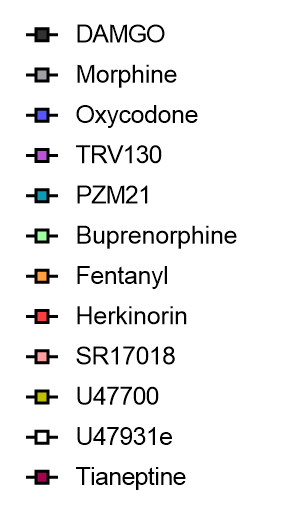 DAMGO
Morphine
Oxycodone
TRV130
PZM21
Buprenorphine
Fentanyl
Herkinorin
SR17018
U47700
U47931e
Tianeptine